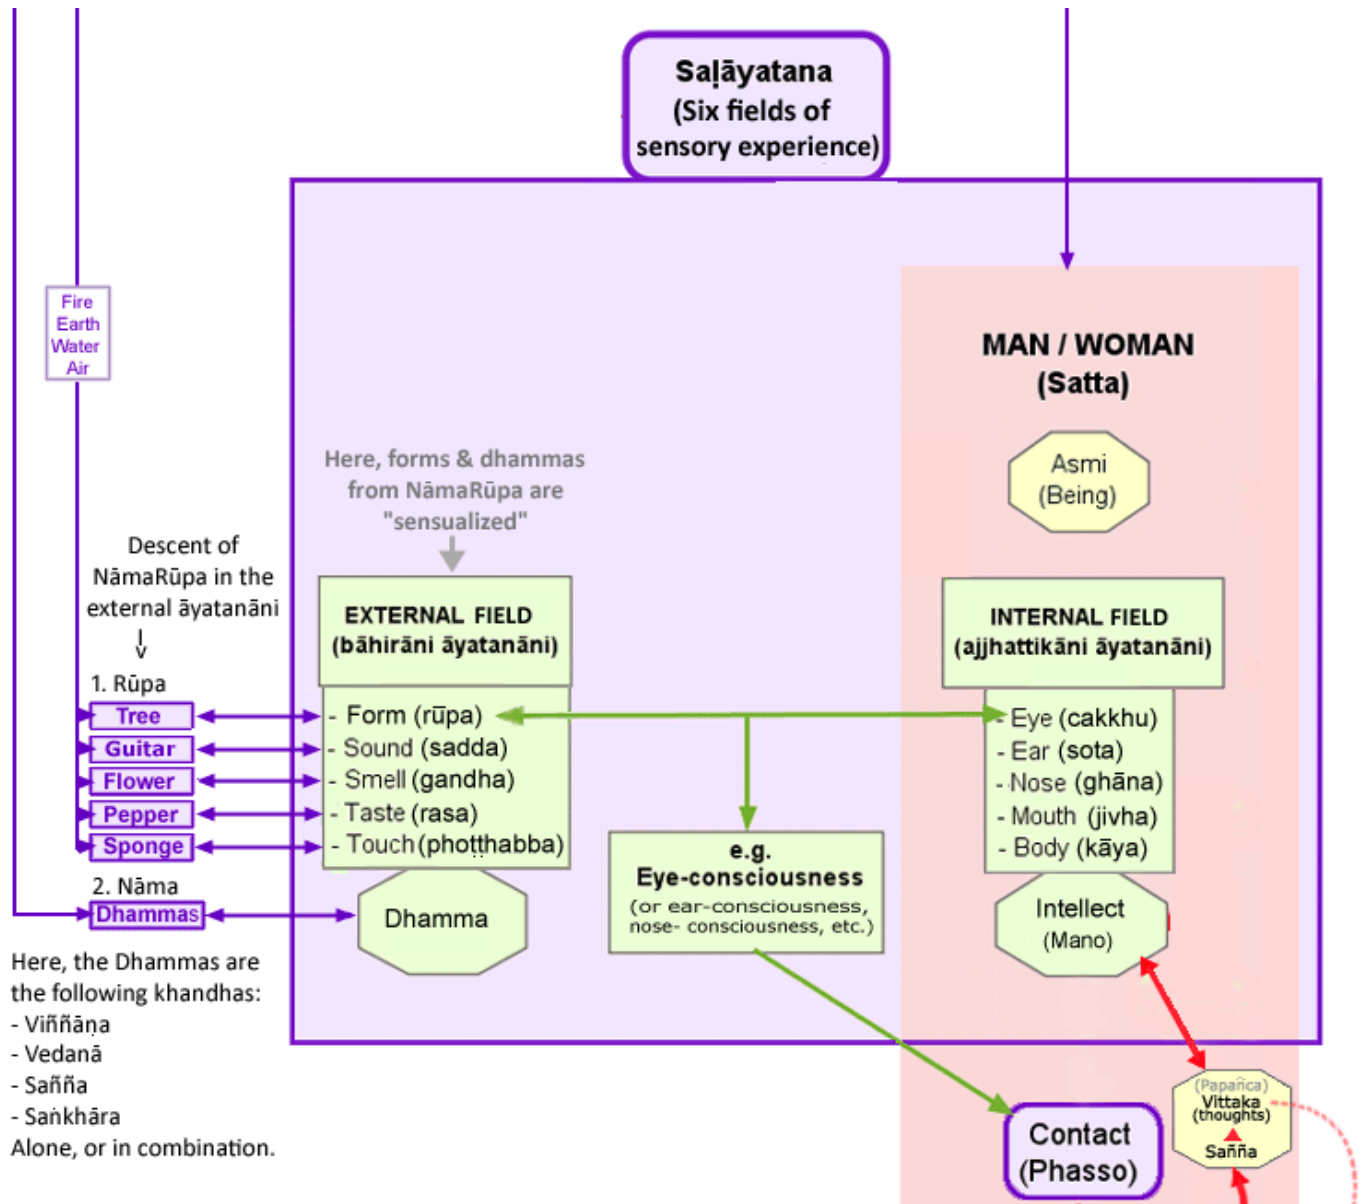 Saḷāyatana
(Six fields of
sensory experience)
Fire
Earth
Water
Air
MAN / WOMAN
(Satta)
Asmi
(Being)
Here, forms & dhammas
from NāmaRūpa are
"sensualized"
Descent of
NāmaRūpa in the
external āyatanāni
1. Rūpa
Tree
Guitar
Flower
Pepper
Sponge
2. Nāma
Dhammas
Here, the Dhammas are
the following khandhas:
- Viññāṇa
- Vedanā
- Sañña
- Saṅkhāra
Alone, or in combination.
EXTERNAL FIELD
(bāhirāni āyatanāni)
- Form (rūpa)
- Sound (sadda)
- Smell (gandha)
- Taste (rasa)
- Touch (phoṭṭhabba)
Dhamma
e.g.
Eye-consciousness
(or ear-consciousness,
nose- consciousness, etc.)
INTERNAL FIELD
(ajjhattikāni āyatanāni)
- Eye (cakkhu)
- Ear (sota)
- Nose (ghāna)
- Mouth (jivha)
- Body (kāya)
Intellect
(Mano)
Contact
(Phasso)
(Papañca)
Vittaka
(thoughts)
Sañña